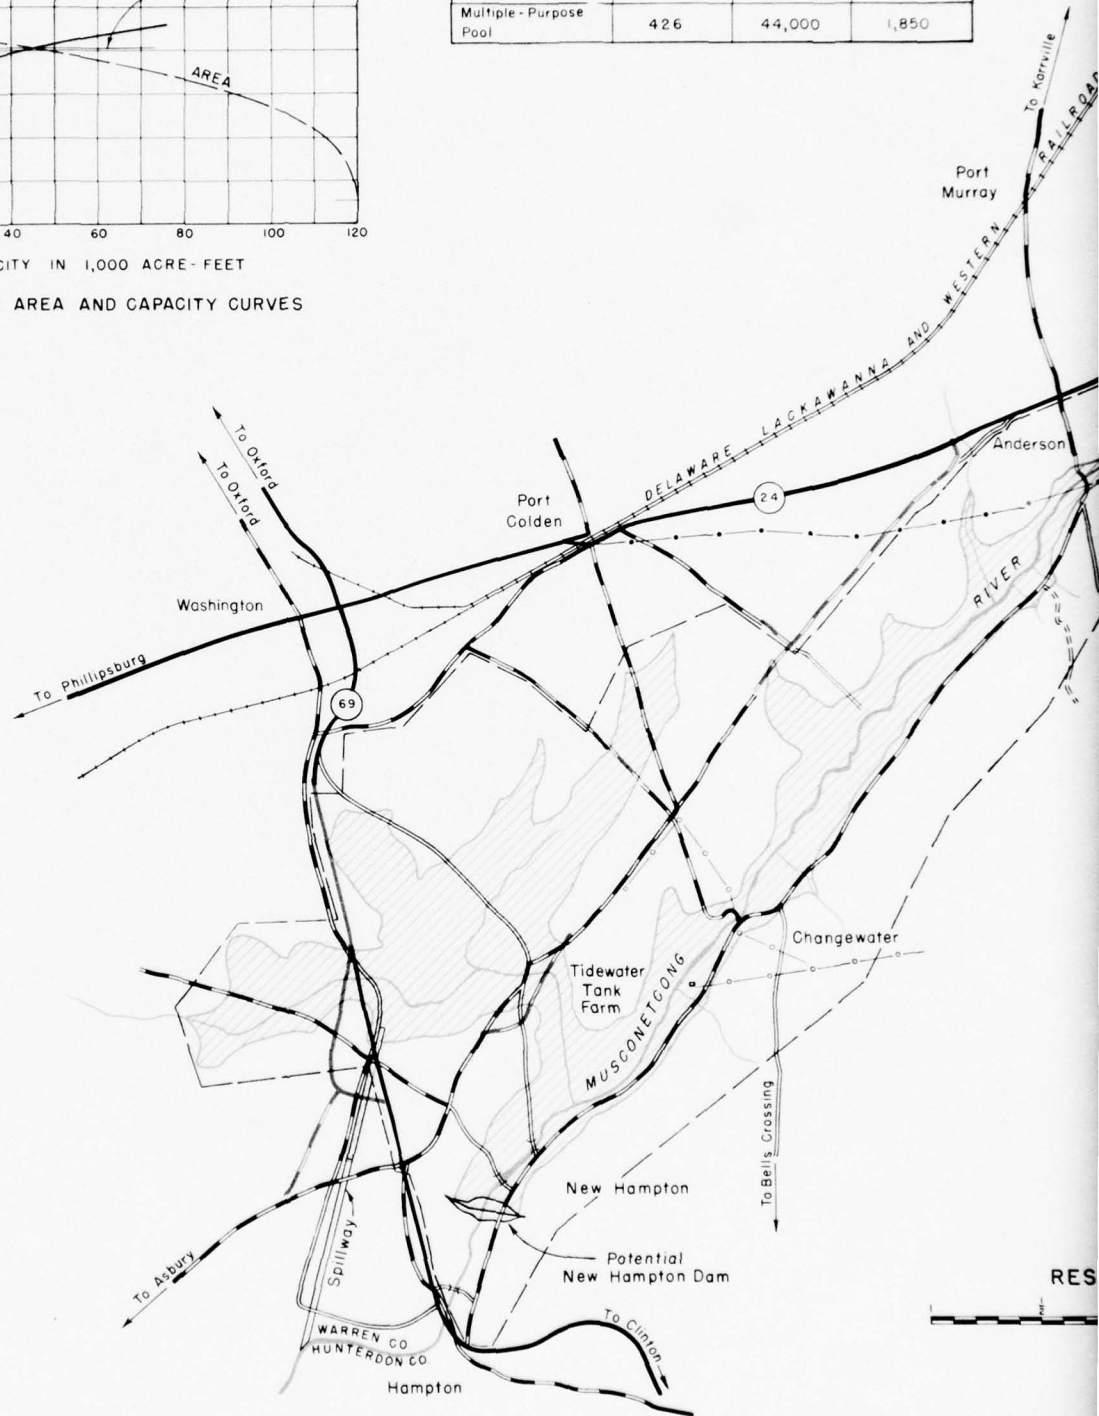 Multiple-Purpose
Pool
426
44,000
1,850
AREA
40 60 80 100 120
CITY IN 1,000 ACRE-FEET
AREA AND CAPACITY CURVES
To Karrville
Port
Murray
DELAWARE LACKAWANNA AND WESTERN RAILROAD
To Oxford
To Oxford
Port
Colden
24
Anderson
Washington
RIVER
To Phillipsburg
69
Changewater
Tidewater
Tank
Farm
MUSCONETCONG
To Bells Crossing
New Hampton
Potential
New Hampton Dam
Spillway
To Asbury
RES
WARREN CO
HUNTERDON CO.
To Clinton
Hampton